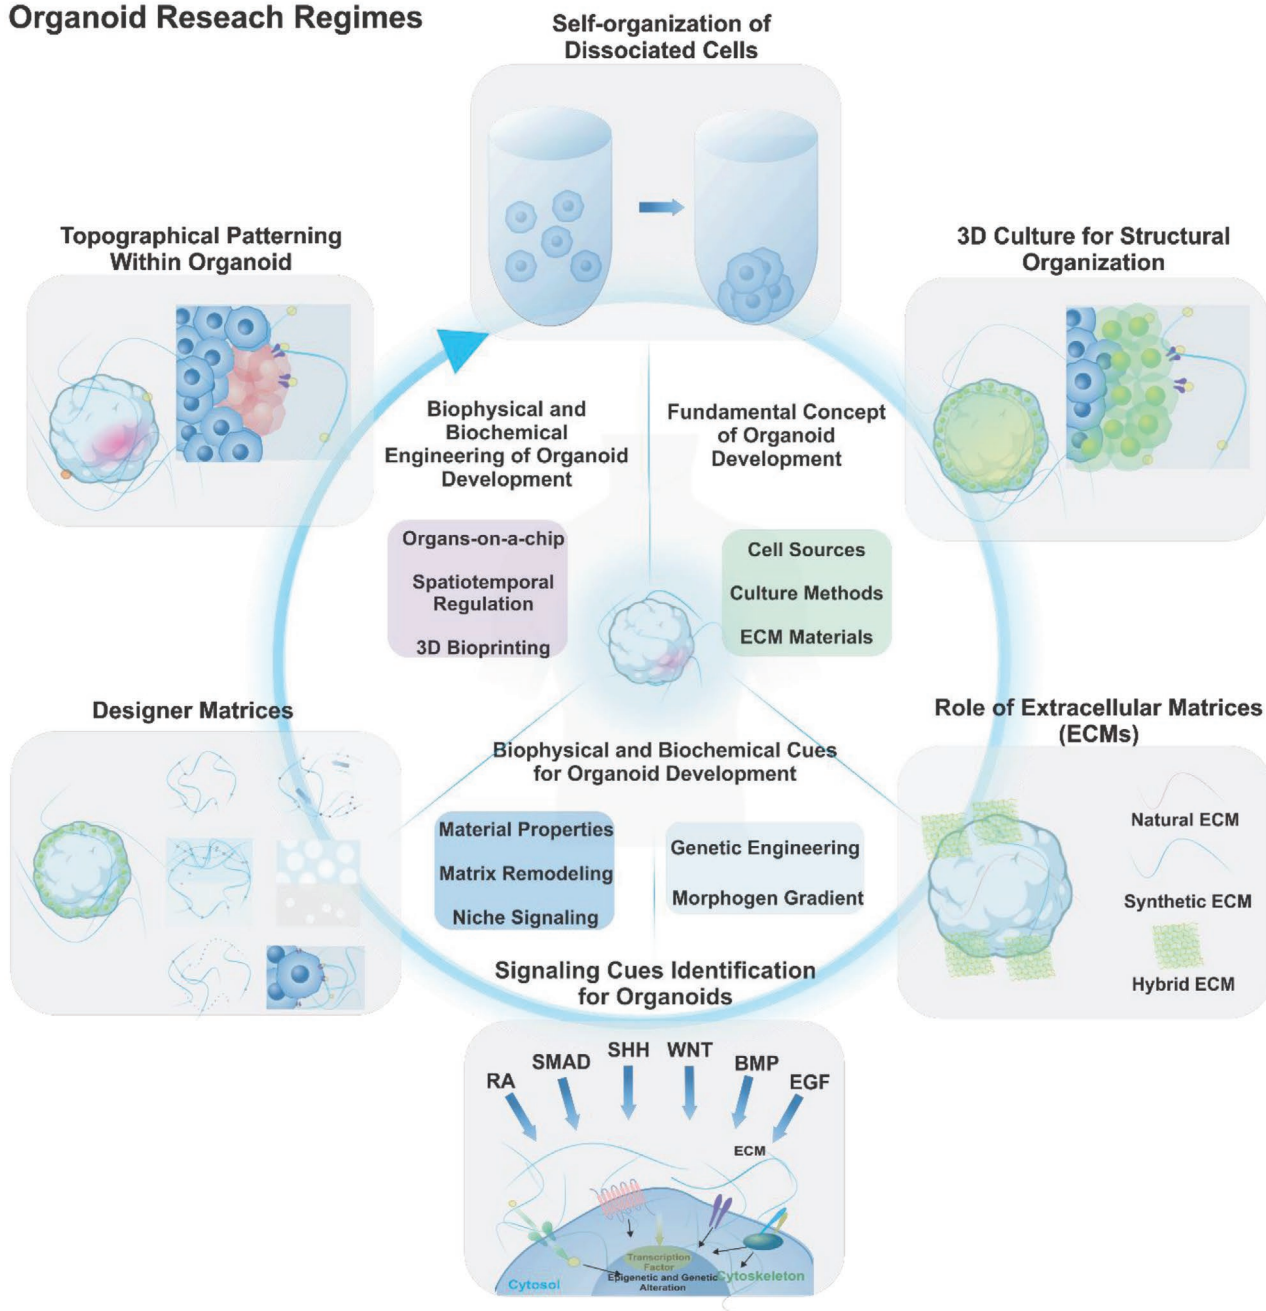 Organoid Reseach Regimes
Self-organization of
Dissociated Cells
Topographical Patterning
Within Organoid
3D Culture for Structural
Organization
Biophysical and
Biochemical
Engineering of Organoid
Development
Fundamental Concept
of Organoid
Development
Organs-on-a-chip
Spatiotemporal
Regulation
3D Bioprinting
Cell Sources
Culture Methods
ECM Materials
Designer Matrices
Role of Extracellular Matrices
(ECMs)
Biophysical and Biochemical Cues
for Organoid Development
Material Properties
Matrix Remodeling
Niche Signaling
Genetic Engineering
Morphogen Gradient
Natural ECM
Synthetic ECM
Hybrid ECM
Signaling Cues Identification
for Organoids
RA
SMAD
SHH
WNT
BMP
EGF
ECM
Transcription
Factor
Epigenetic and Genetic
Alteration
Cytosol
Cytoskeleton